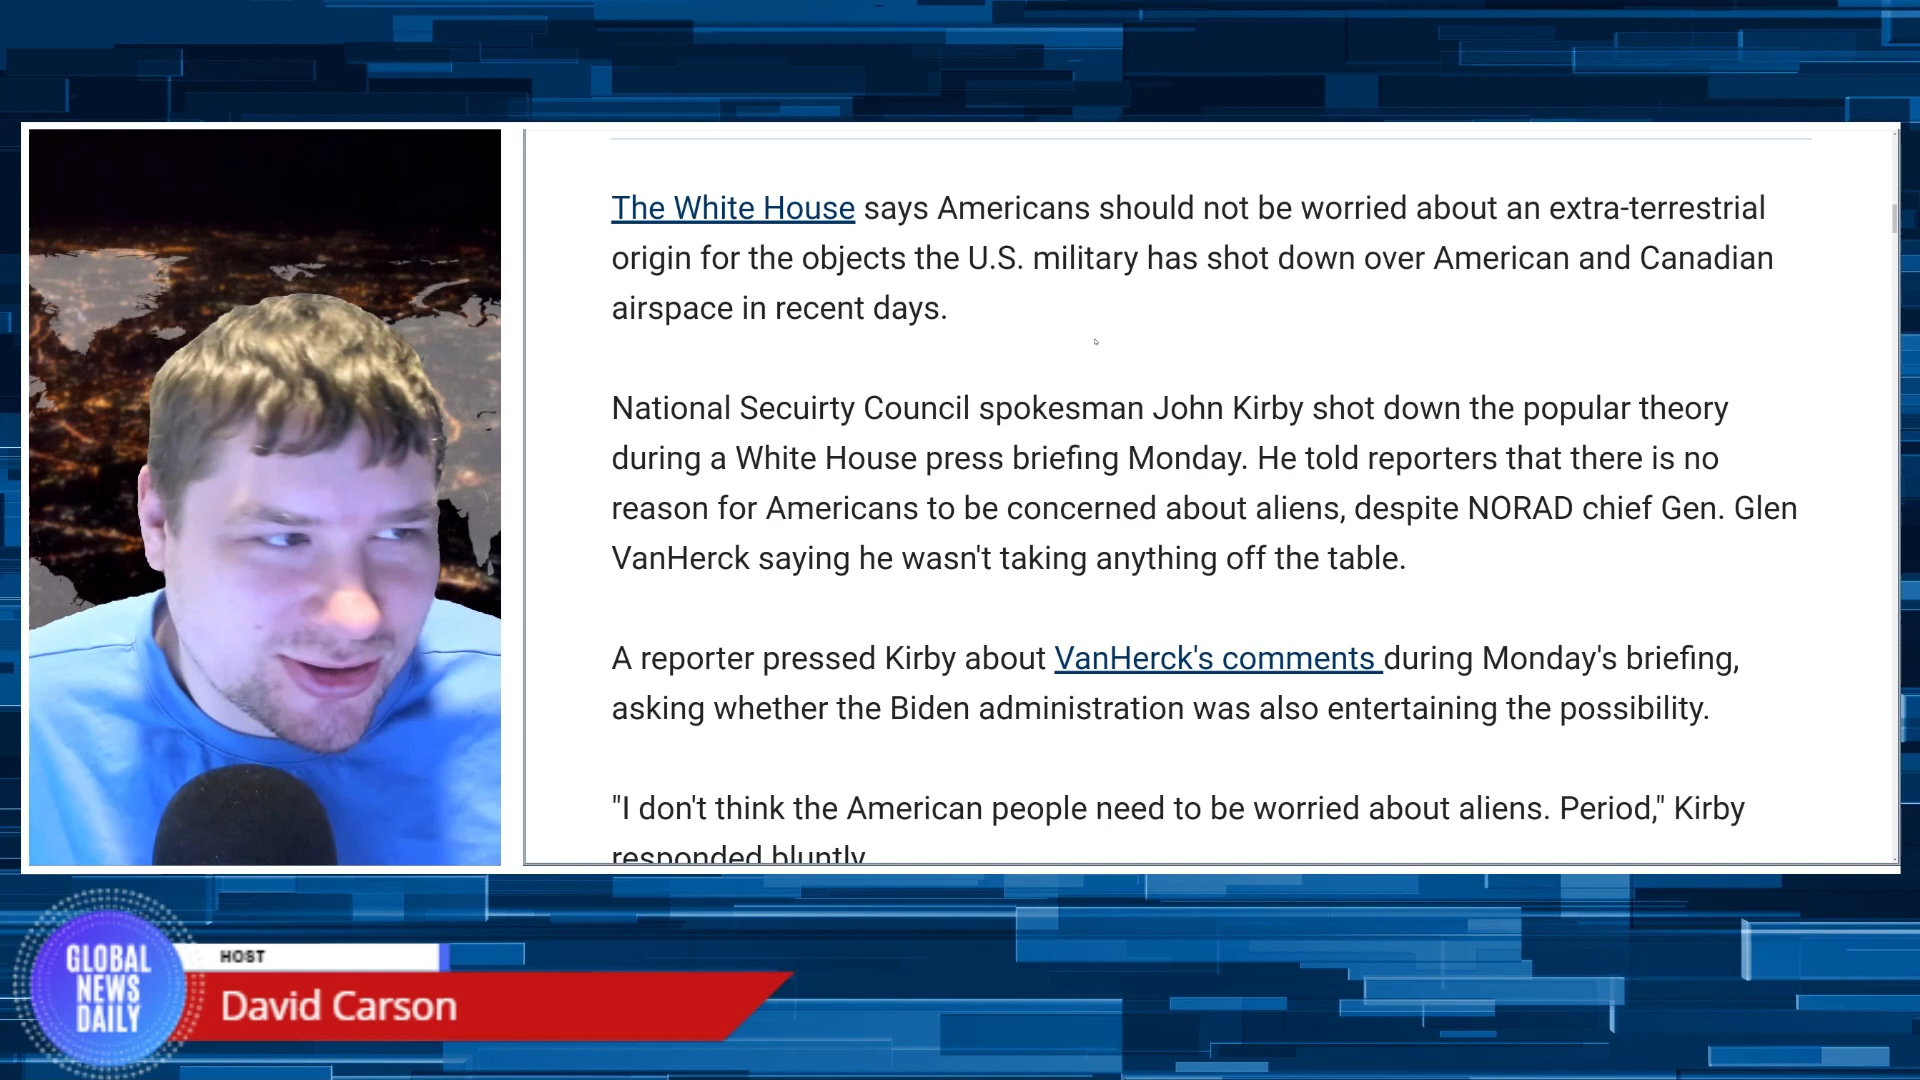 The White House says Americans should not be worried about an extra-terrestrial
origin for the objects the U.S. military has shot down over American and Canadian
airspace in recent days.
National Secuirty Council spokesman John Kirby shot down the popular theory
during a White House press briefing Monday. He told reporters that there is no
reason for Americans to be concerned about aliens, despite NORAD chief Gen. Glen
VanHerck saying he wasn't taking anything off the table.
A reporter pressed Kirby about VanHerck's comments during Monday's briefing,
asking whether the Biden administration was also entertaining the possibility.
"I don't think the American people need to be worried about aliens. Period," Kirby
responded bluntly
GLOBAL
NEWS
DAILY
HOST
David Carson